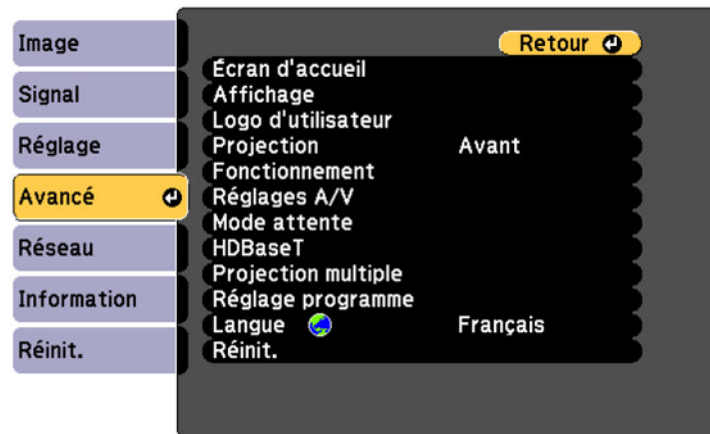 Image
Signal
Réglage
Avancé
Réseau
Information
Réinit.
Retour
Écran d'accueil
Affichage
Logo d'utilisateur
Projection Avant
Fonctionnement
Réglages A/V
Mode attente
HDBaseT
Projection multiple
Réglage programme
Langue Français
Réinit.